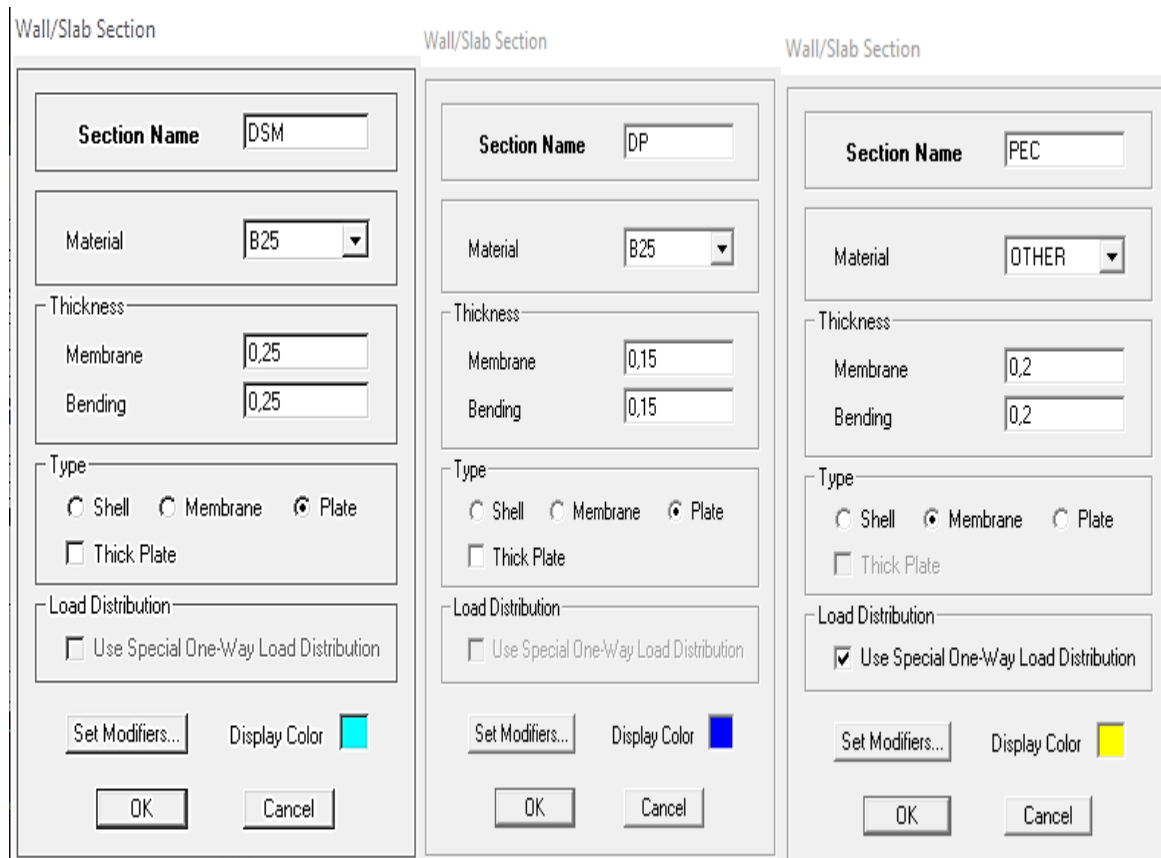 Wall/Slab Section
Section Name DSM
Material B25
Thickness
Membrane 0,25
Bending 0,25
Type
Shell Membrane Plate
Thick Plate
Load Distribution
Use Special One-Way Load Distribution
Set Modifiers... Display Color
OK Cancel
Wall/Slab Section
Section Name DP
Material B25
Thickness
Membrane 0,15
Bending 0,15
Type
Shell Membrane Plate
Thick Plate
Load Distribution
Use Special One-Way Load Distribution
Set Modifiers... Display Color
OK Cancel
Wall/Slab Section
Section Name PEC
Material OTHER
Thickness
Membrane 0,2
Bending 0,2
Type
Shell Membrane Plate
Thick Plate
Load Distribution
Use Special One-Way Load Distribution
Set Modifiers... Display Color
OK Cancel